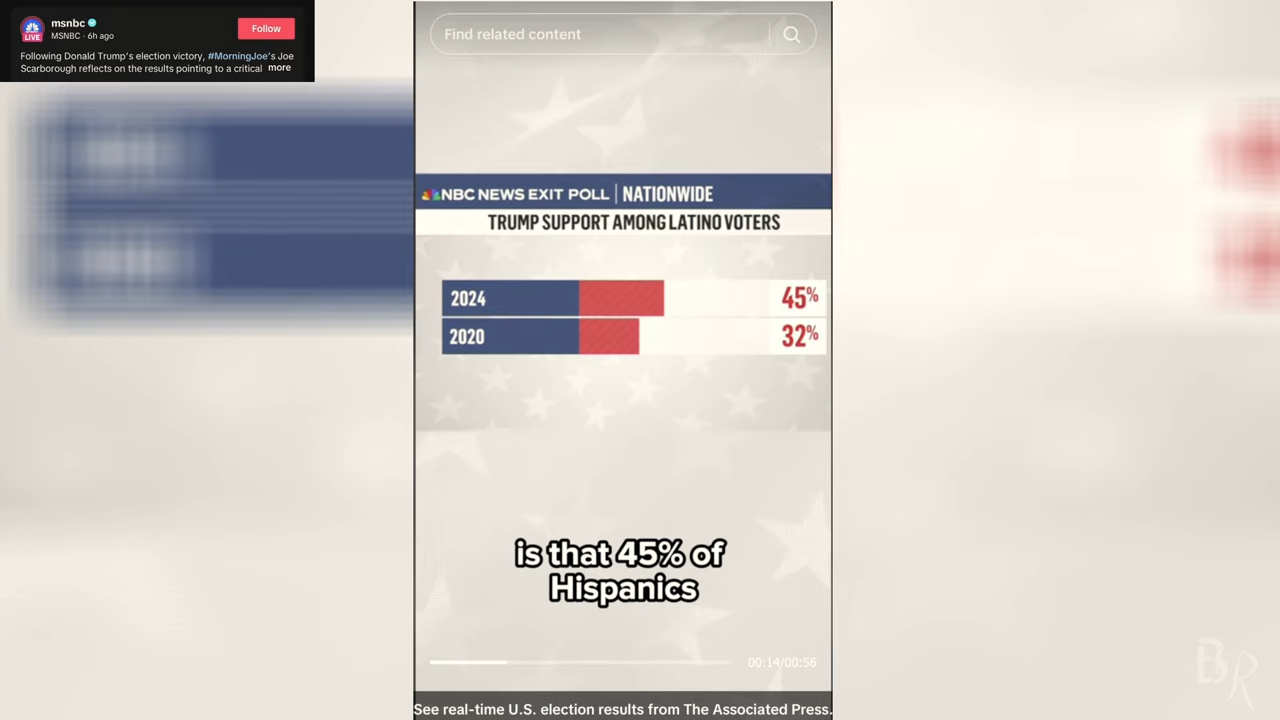 msnbc
MSNBC · 6h ago
LIVE
Follow
Following Donald Trump's election victory, #MorningJoe's Joe
Scarborough reflects on the results pointing to a critical more
Find related content
NBC NEWS EXIT POLL | NATIONWIDE
TRUMP SUPPORT AMONG LATINO VOTERS
2024 45%
2020 32%
is that 45% of
Hispanics
00:14/00:56
See real-time U.S. election results from The Associated Press.
BR